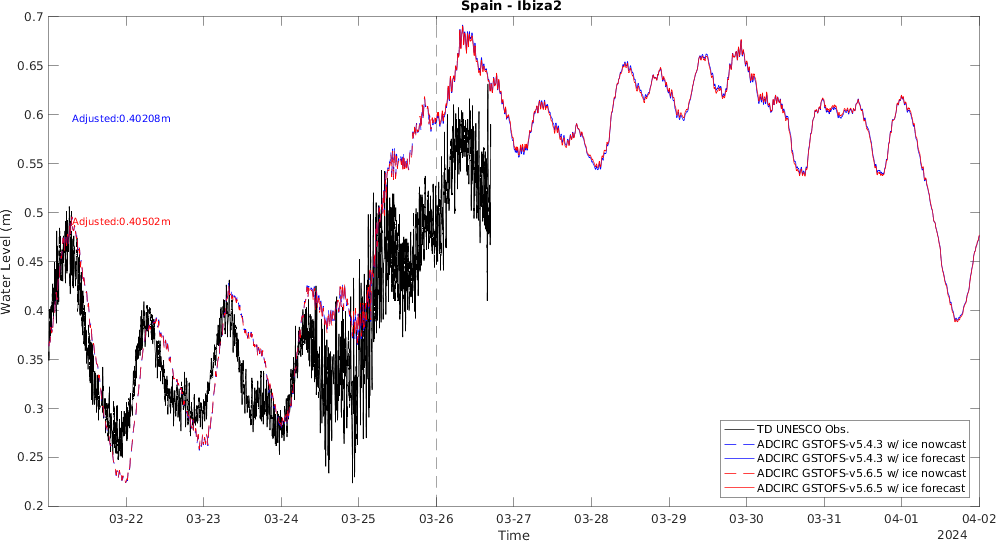 Spain - Ibiza2
0.7
0.65
0.6
0.55
0.5
0.45
0.4
0.35
0.3
0.25
0.2
Water Level (m)
Adjusted:0.40208m
Adjusted:0.40502m
TD UNESCO Obs.
ADCIRC GSTOFS-v5.4.3 w/ ice nowcast
ADCIRC GSTOFS-v5.4.3 w/ ice forecast
ADCIRC GSTOFS-v5.6.5 w/ ice nowcast
ADCIRC GSTOFS-v5.6.5 w/ ice forecast
03-22 03-23 03-24 03-25 03-26 03-27 03-28 03-29 03-30 03-31 04-01 04-02
Time
2024